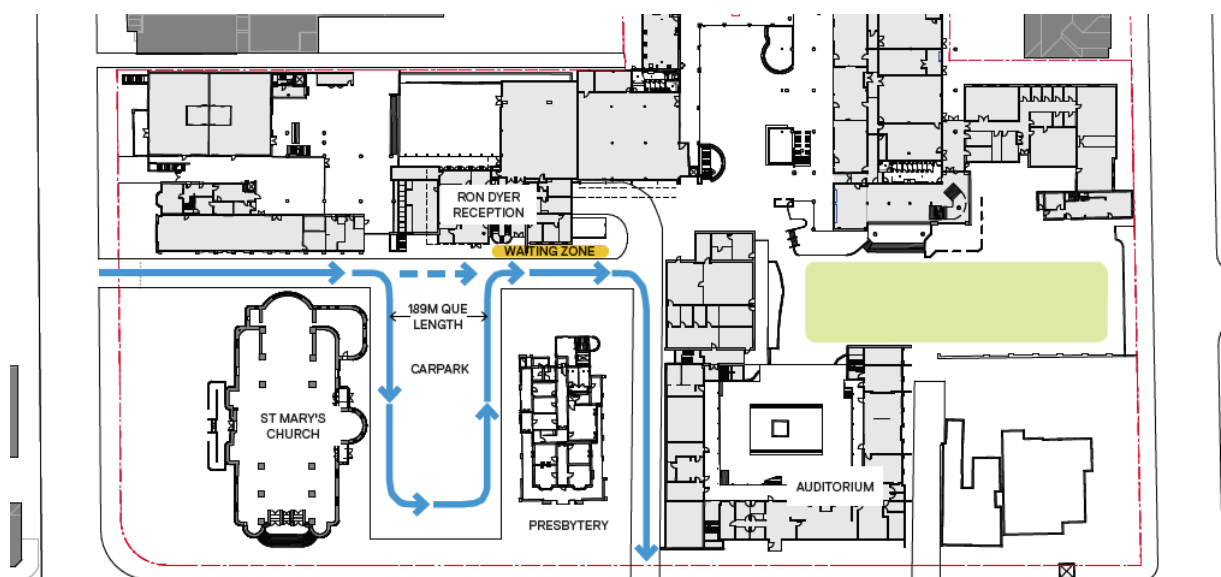 RON DYER
RECEPTION
WAITING ZONE
189M QUE
LENGTH
CARPARK
ST MARY'S
CHURCH
AUDITORIUM
PRESBYTERY